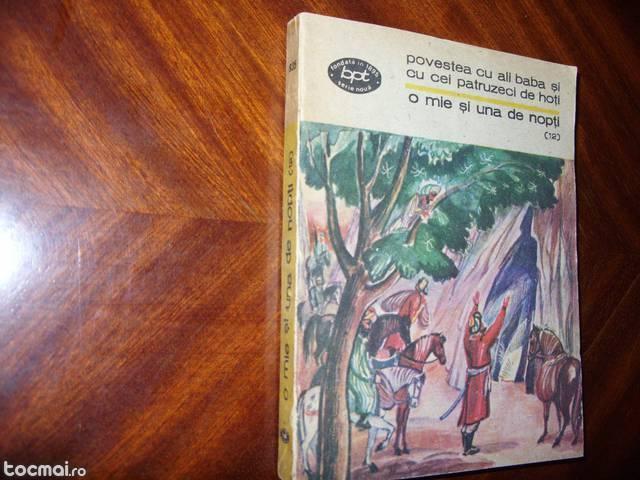 fondată în 1895
bpt
serie nouă
povestea cu ali baba și
cu cei patruzeci de hoți
o mie și una de nopți
(12)
o mie și una de nopți (12)
tocmai.ro